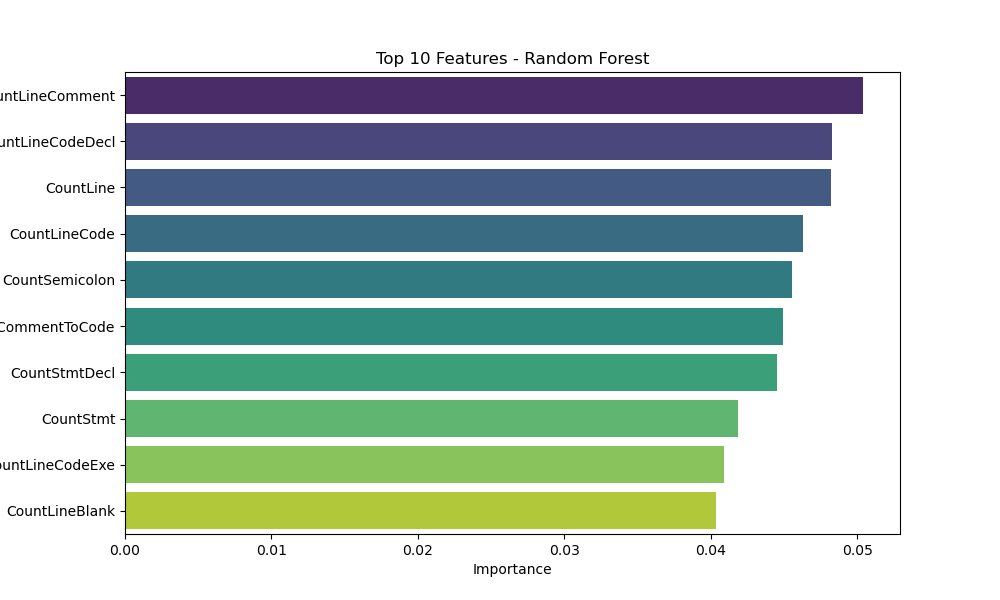 Top 10 Features - Random Forest
untLineComment
untLineCodeDecl
CountLine
CountLineCode
CountSemicolon
CommentToCode
CountStmtDecl
CountStmt
ountLineCodeExe
CountLineBlank
0.00 0.01 0.02 0.03 0.04 0.05
Importance